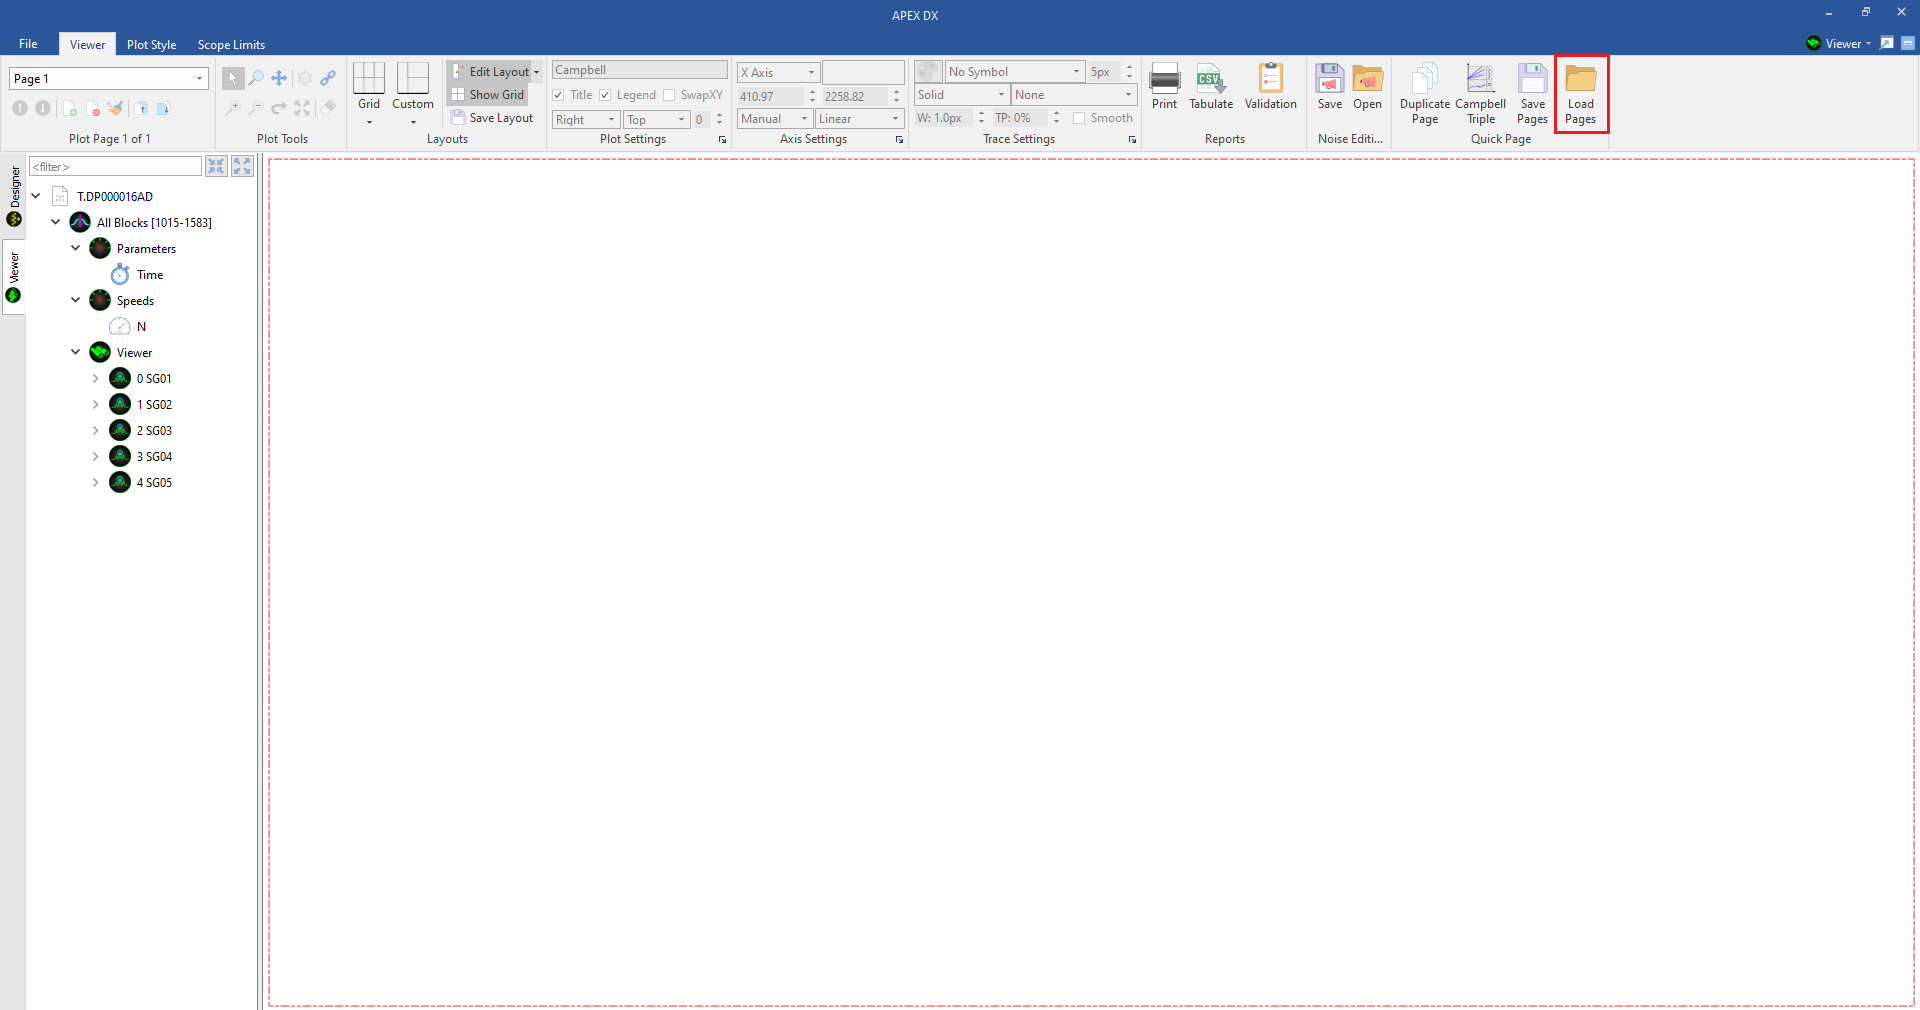 APEX DX
File Viewer Plot Style Scope Limits Viewer
Page 1
Plot Page 1 of 1
Plot Tools
Grid Custom
Edit Layout
Show Grid
Save Layout
Layouts
Campbell
Title Legend SwapXY
Right Top 0
Plot Settings
X Axis
410.97 2258.82
Manual Linear
Axis Settings
No Symbol 5px
Solid None
W: 1.0px TP: 0% Smooth
Trace Settings
Print CSV Tabulate Validation
Reports
Save Open
Noise Editi...
Duplicate Page
Campbell Triple
Save Pages
Load Pages
Quick Page
Designer
Viewer
<filter>
T.DP000016AD
All Blocks [1015-1583]
Parameters
Time
Speeds
N
Viewer
0 SG01
1 SG02
2 SG03
3 SG04
4 SG05